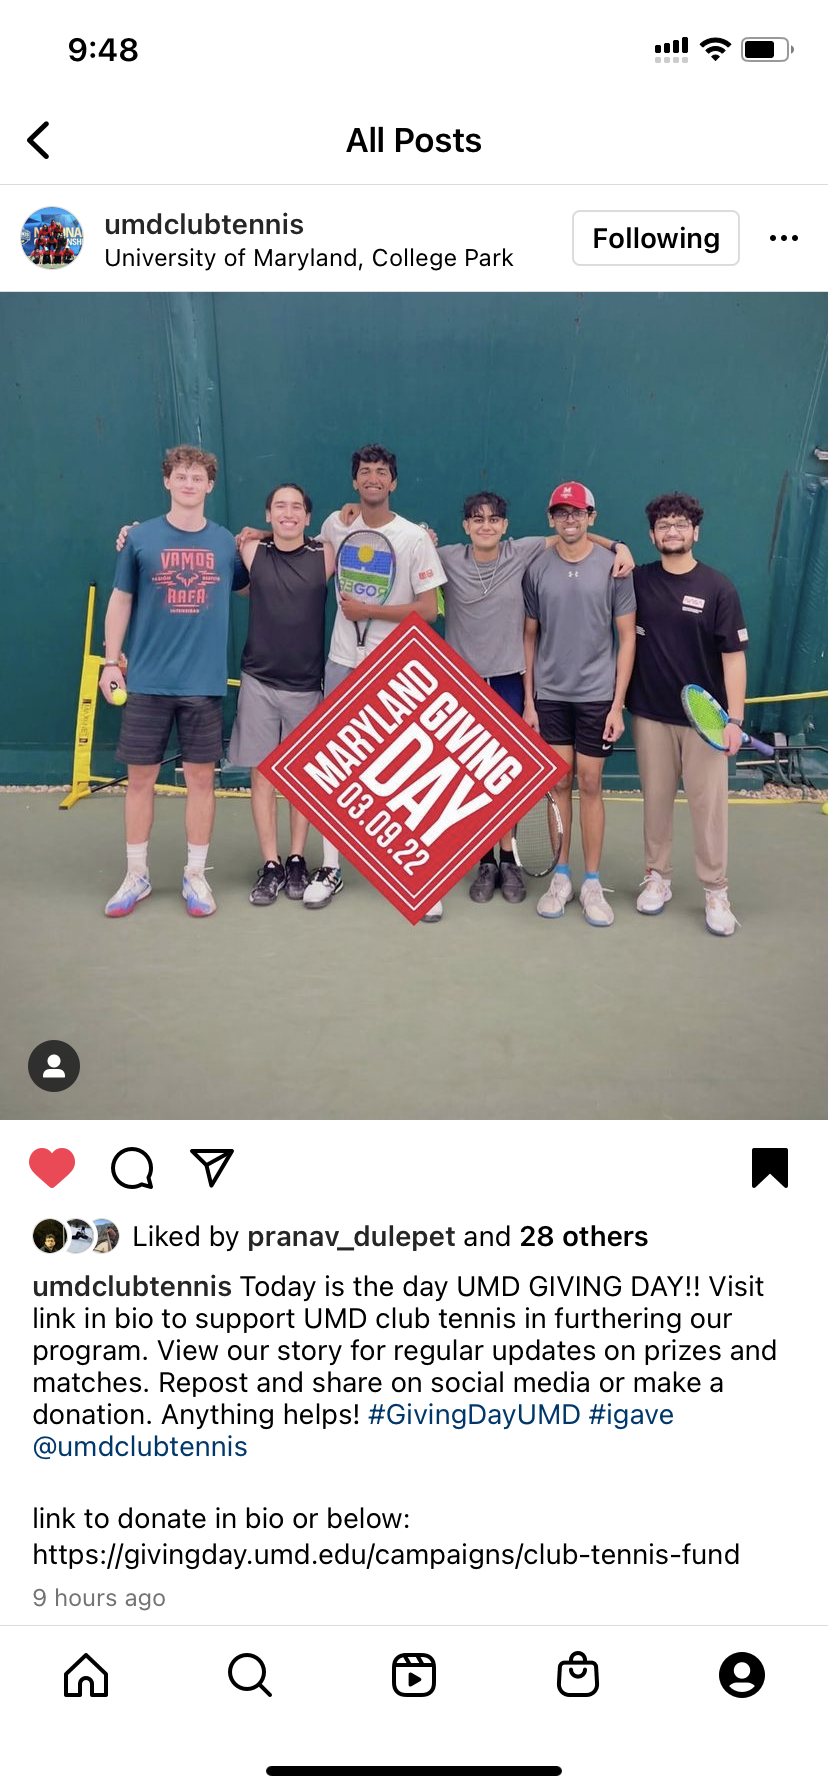 9:48
All Posts
umdclubtennis
University of Maryland, College Park
Following
VAMOS
RAFA
MARYLAND
GIVING
DAY
03.09.22
Liked by pranav_dulepet and 28 others
umdclubtennis Today is the day UMD GIVING DAY!! Visit
link in bio to support UMD club tennis in furthering our
program. View our story for regular updates on prizes and
matches. Repost and share on social media or make a
donation. Anything helps! #GivingDayUMD #igave
@umdclubtennis
link to donate in bio or below:
https://givingday.umd.edu/campaigns/club-tennis-fund
9 hours ago